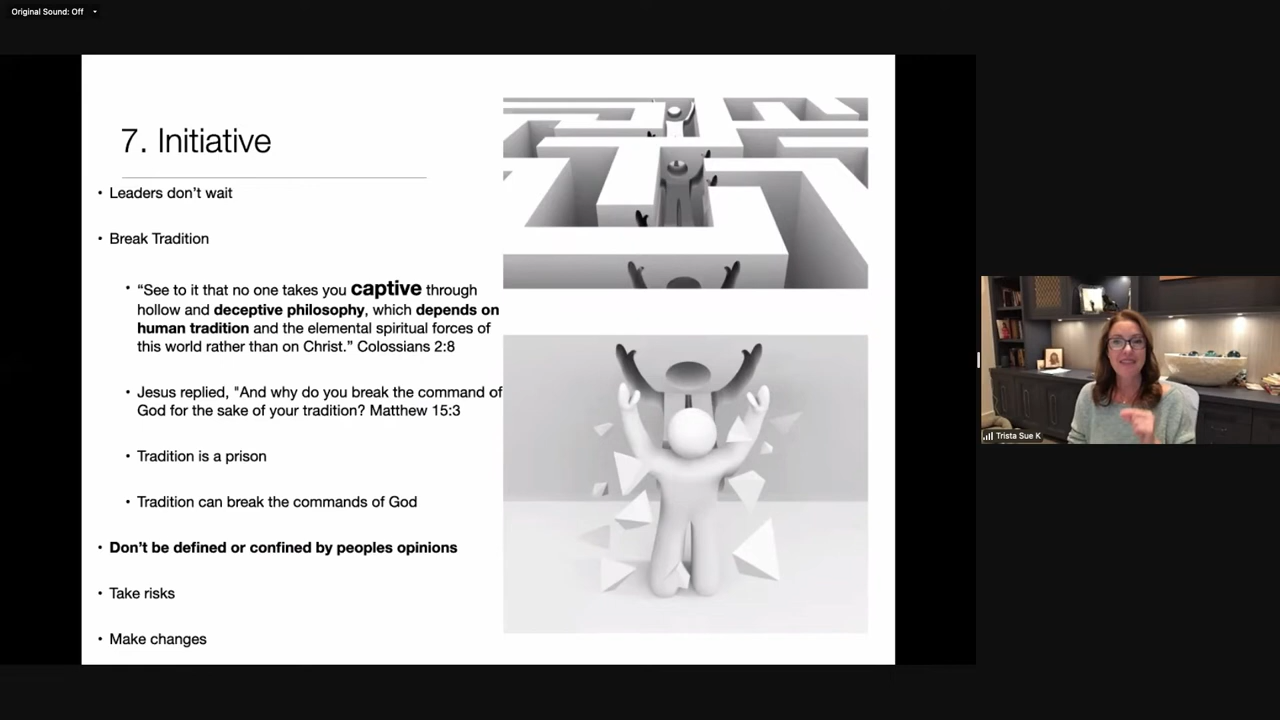 Original Sound: Off
7. Initiative
• Leaders don’t wait
• Break Tradition
• “See to it that no one takes you captive through
hollow and deceptive philosophy, which depends on
human tradition and the elemental spiritual forces of
this world rather than on Christ.” Colossians 2:8
• Jesus replied, "And why do you break the command of
God for the sake of your tradition? Matthew 15:3
• Tradition is a prison
• Tradition can break the commands of God
• Don’t be defined or confined by peoples opinions
• Take risks
• Make changes
Trista Sue K